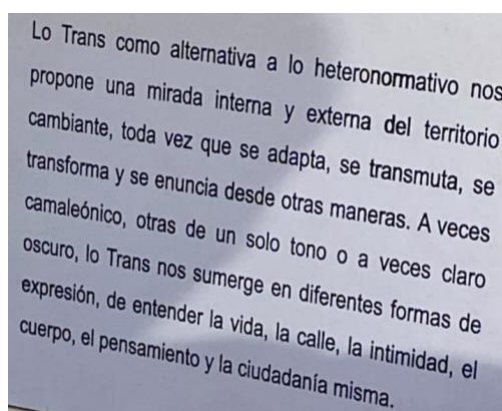 Lo Trans como alternativa a lo heteronormativo nos
propone una mirada interna y externa del territorio
cambiante, toda vez que se adapta, se transmuta, se
transforma y se enuncia desde otras maneras. A veces
camaleónico, otras de un solo tono o a veces claro
oscuro, lo Trans nos sumerge en diferentes formas de
expresión, de entender la vida, la calle, la intimidad, el
cuerpo, el pensamiento y la ciudadanía misma.